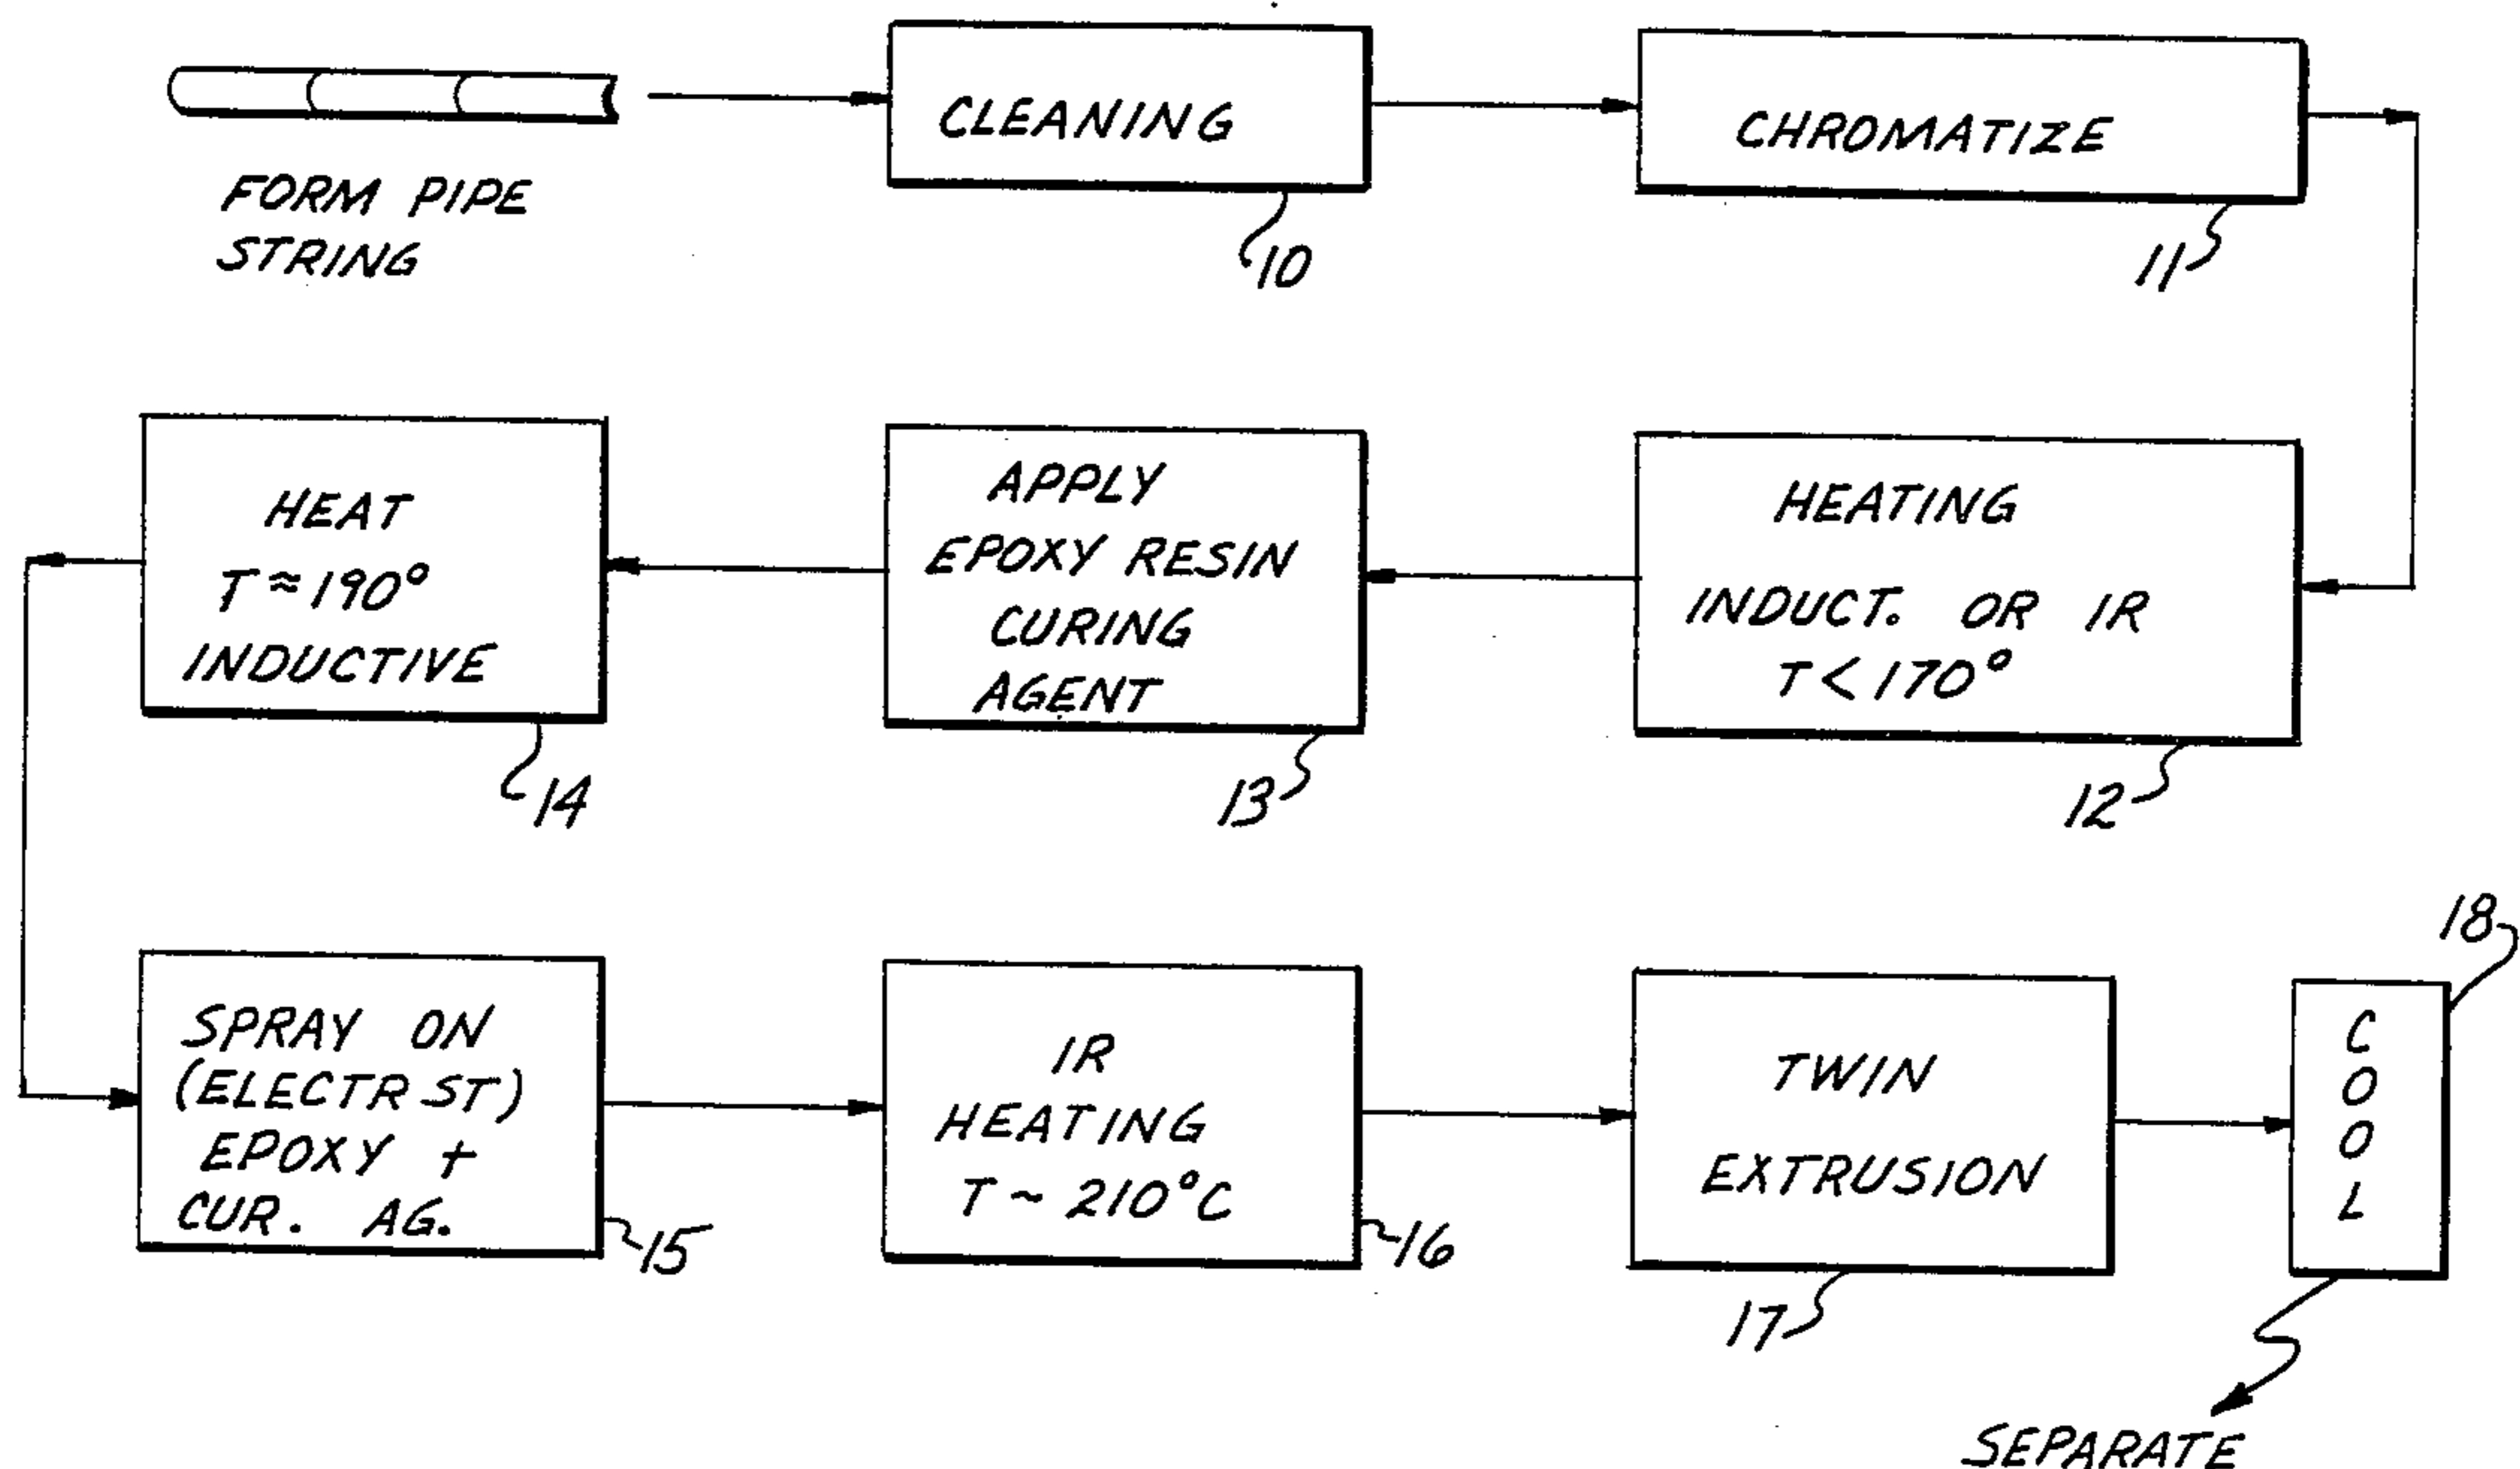 FORM PIPE
STRING
CLEANING
10
CHROMATIZE
11
HEATING
INDUCT. OR IR
T < 170°
12
APPLY
EPOXY RESIN
CURING
AGENT
13
HEAT
T ≈ 190°
INDUCTIVE
14
SPRAY ON
(ELECTR ST)
EPOXY +
CUR. AG.
15
IR
HEATING
T ~ 210°C
16
TWIN
EXTRUSION
17
C
O
O
L
18
SEPARATE